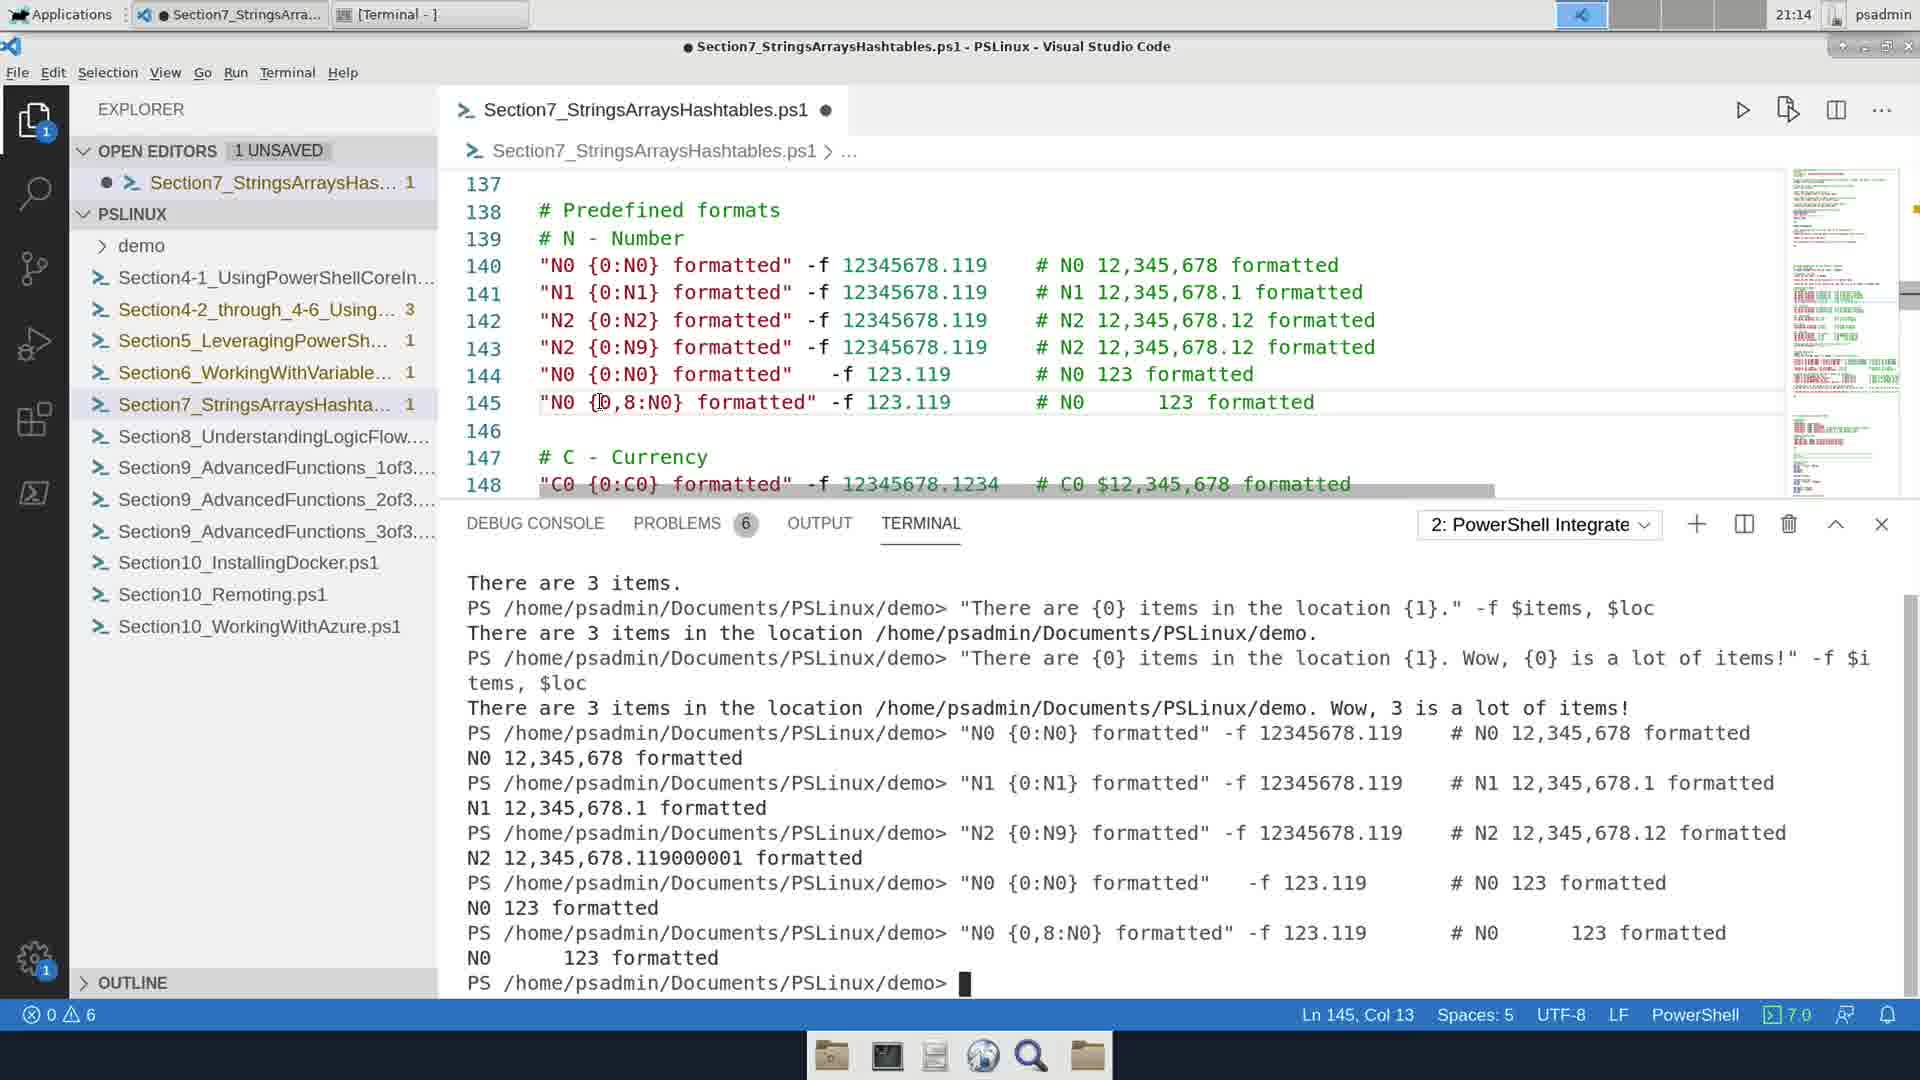 Applications
● Section7_StringsArra...
[Terminal - ]
21:14
psadmin
● Section7_StringsArraysHashtables.ps1 - PSLinux - Visual Studio Code
File Edit Selection View Go Run Terminal Help
EXPLORER
OPEN EDITORS 1 UNSAVED
● Section7_StringsArraysHas... 1
PSLINUX
demo
Section4-1_UsingPowerShellCoreIn...
Section4-2_through_4-6_Using... 3
Section5_LeveragingPowerSh... 1
Section6_WorkingWithVariable... 1
Section7_StringsArraysHashta... 1
Section8_UnderstandingLogicFlow....
Section9_AdvancedFunctions_1of3....
Section9_AdvancedFunctions_2of3....
Section9_AdvancedFunctions_3of3....
Section10_InstallingDocker.ps1
Section10_Remoting.ps1
Section10_WorkingWithAzure.ps1
OUTLINE
1
1
Section7_StringsArraysHashtables.ps1 ●
Section7_StringsArraysHashtables.ps1 > ...
137
138 # Predefined formats
139 # N - Number
140 "N0 {0:N0} formatted" -f 12345678.119    # N0 12,345,678 formatted
141 "N1 {0:N1} formatted" -f 12345678.119    # N1 12,345,678.1 formatted
142 "N2 {0:N2} formatted" -f 12345678.119    # N2 12,345,678.12 formatted
143 "N2 {0:N9} formatted" -f 12345678.119    # N2 12,345,678.12 formatted
144 "N0 {0:N0} formatted"   -f 123.119       # N0 123 formatted
145 "N0 {0,8:N0} formatted" -f 123.119       # N0      123 formatted
146
147 # C - Currency
148 "C0 {0:C0} formatted" -f 12345678.1234   # C0 $12,345,678 formatted
DEBUG CONSOLE PROBLEMS 6 OUTPUT TERMINAL
2: PowerShell Integrate
There are 3 items.
PS /home/psadmin/Documents/PSLinux/demo> "There are {0} items in the location {1}." -f $items, $loc
There are 3 items in the location /home/psadmin/Documents/PSLinux/demo.
PS /home/psadmin/Documents/PSLinux/demo> "There are {0} items in the location {1}. Wow, {0} is a lot of items!" -f $i
tems, $loc
There are 3 items in the location /home/psadmin/Documents/PSLinux/demo. Wow, 3 is a lot of items!
PS /home/psadmin/Documents/PSLinux/demo> "N0 {0:N0} formatted" -f 12345678.119    # N0 12,345,678 formatted
N0 12,345,678 formatted
PS /home/psadmin/Documents/PSLinux/demo> "N1 {0:N1} formatted" -f 12345678.119    # N1 12,345,678.1 formatted
N1 12,345,678.1 formatted
PS /home/psadmin/Documents/PSLinux/demo> "N2 {0:N9} formatted" -f 12345678.119    # N2 12,345,678.12 formatted
N2 12,345,678.119000001 formatted
PS /home/psadmin/Documents/PSLinux/demo> "N0 {0:N0} formatted"   -f 123.119       # N0 123 formatted
N0 123 formatted
PS /home/psadmin/Documents/PSLinux/demo> "N0 {0,8:N0} formatted" -f 123.119       # N0      123 formatted
N0      123 formatted
PS /home/psadmin/Documents/PSLinux/demo>
0 6
Ln 145, Col 13 Spaces: 5 UTF-8 LF PowerShell 7.0